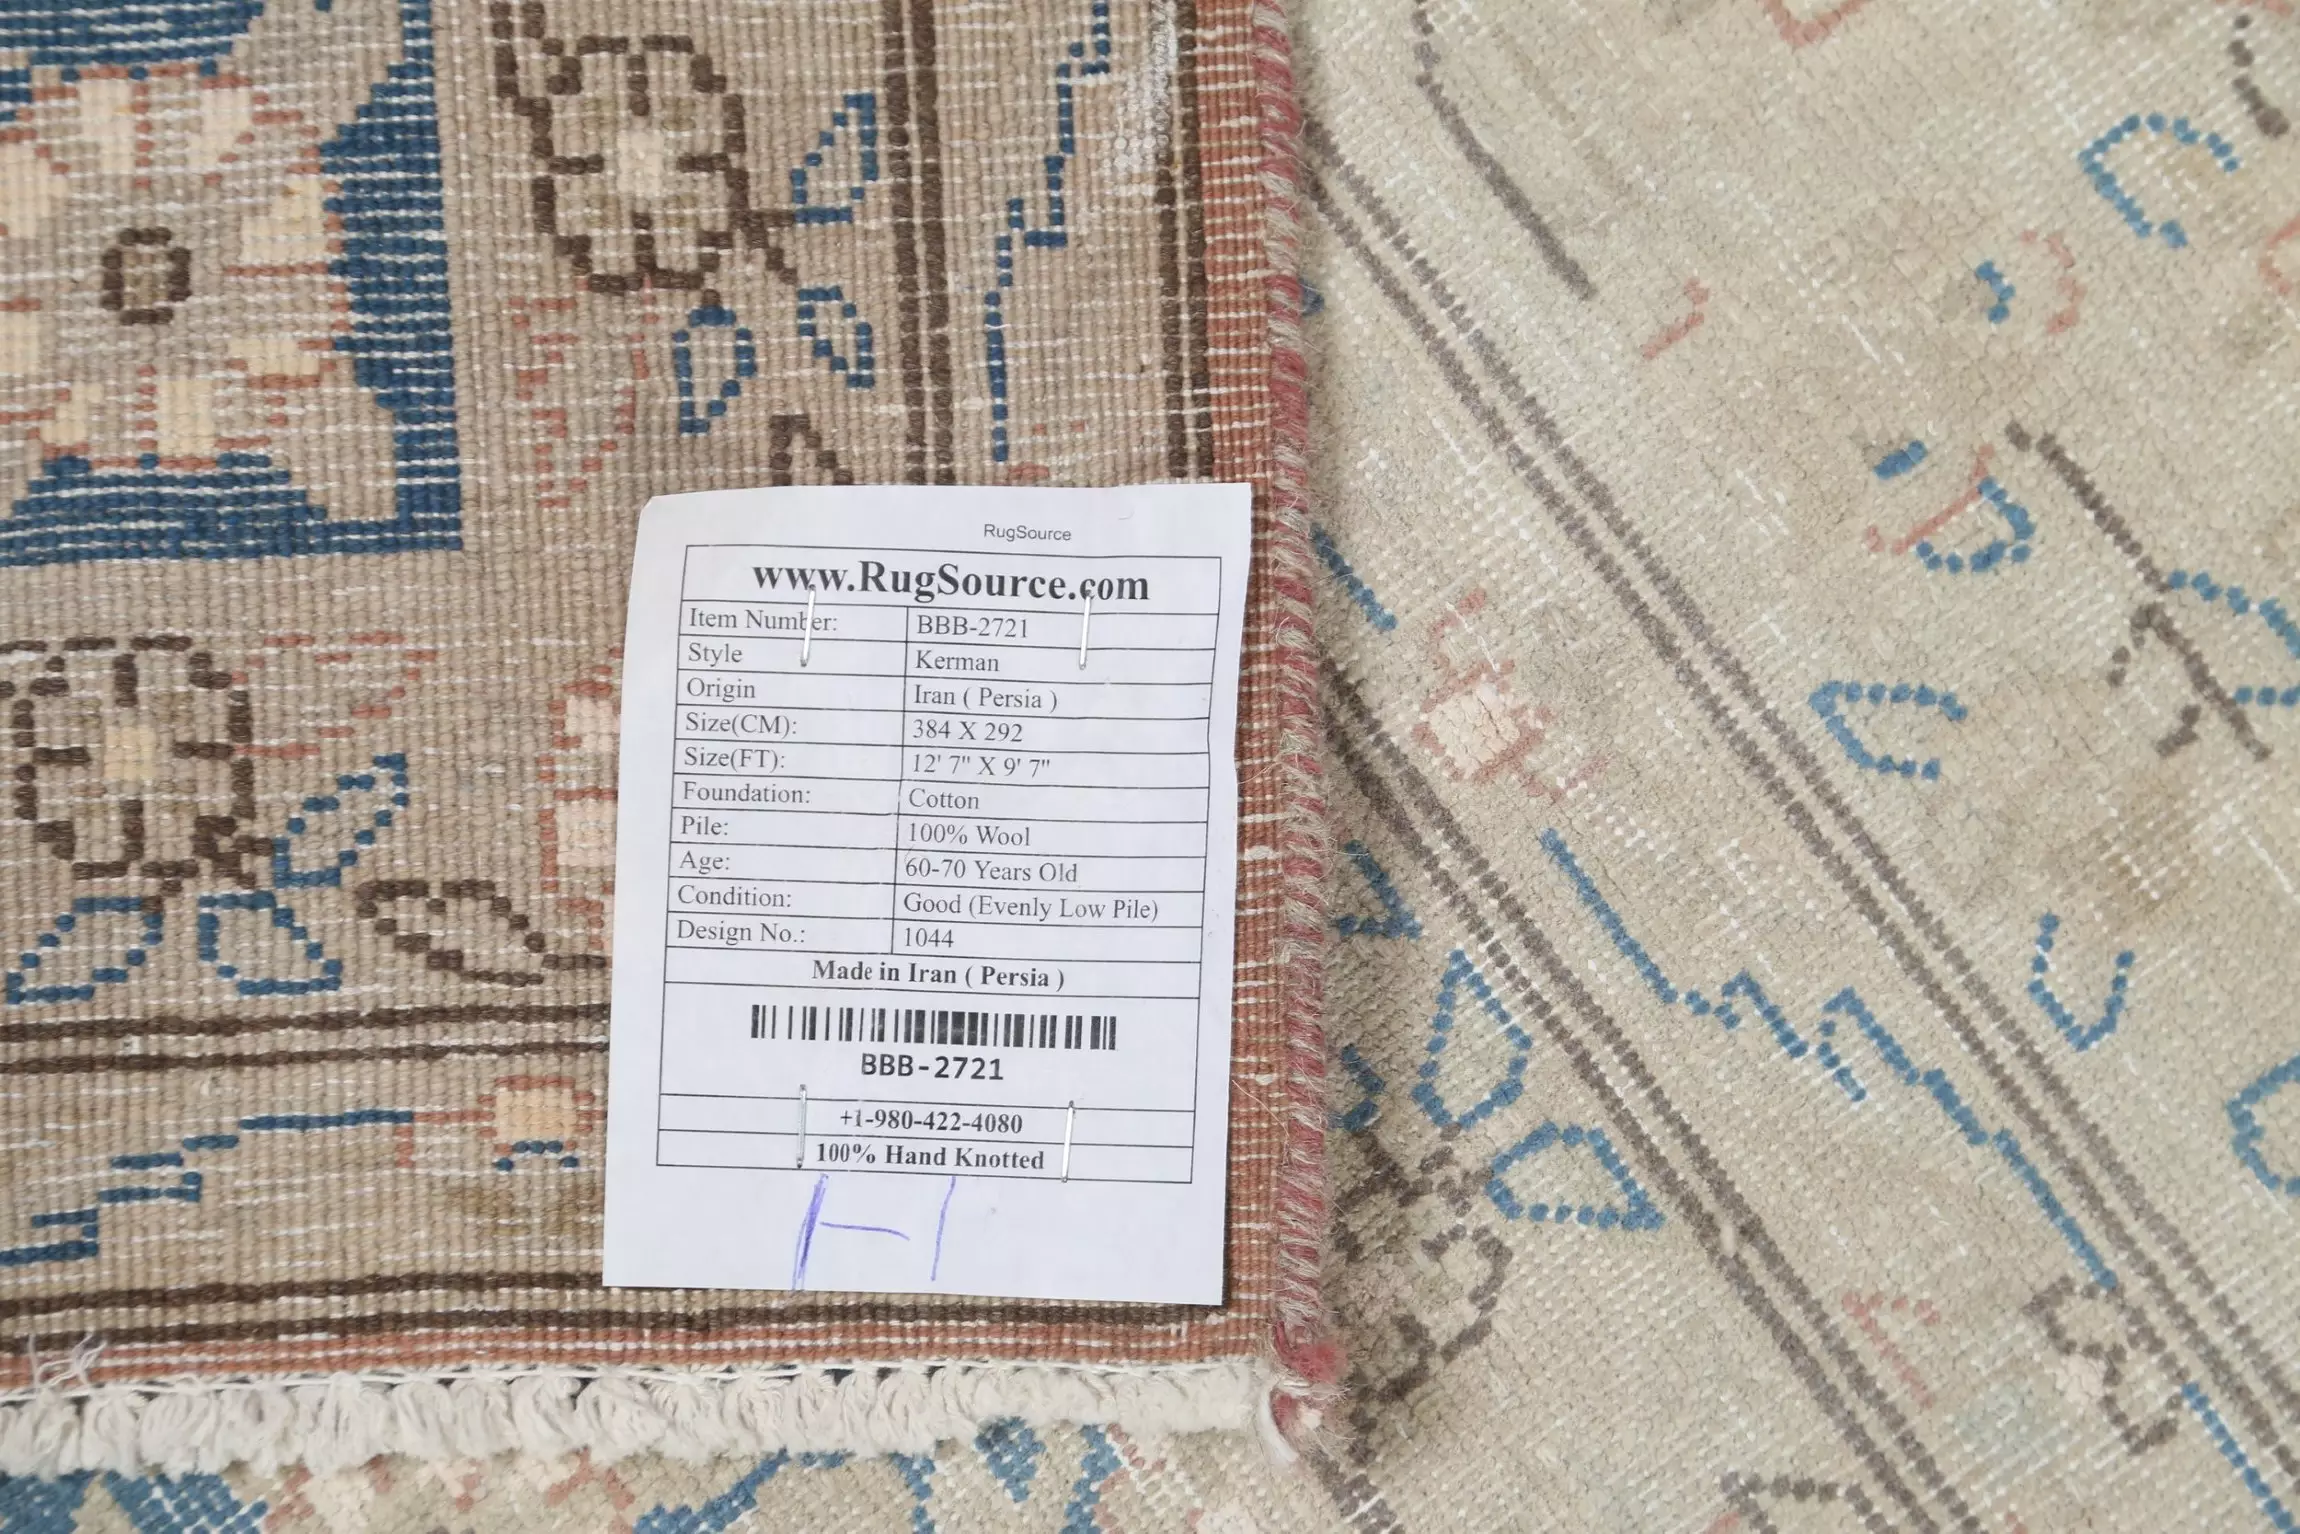 RugSource
www.RugSource.com
Item Number: BBB-2721
Style Kerman
Origin Iran ( Persia )
Size(CM): 384 X 292
Size(FT): 12' 7" X 9' 7"
Foundation: Cotton
Pile: 100% Wool
Age: 60-70 Years Old
Condition: Good (Evenly Low Pile)
Design No.: 1044
Made in Iran ( Persia )
BBB-2721
+1-980-422-4080
100% Hand Knotted